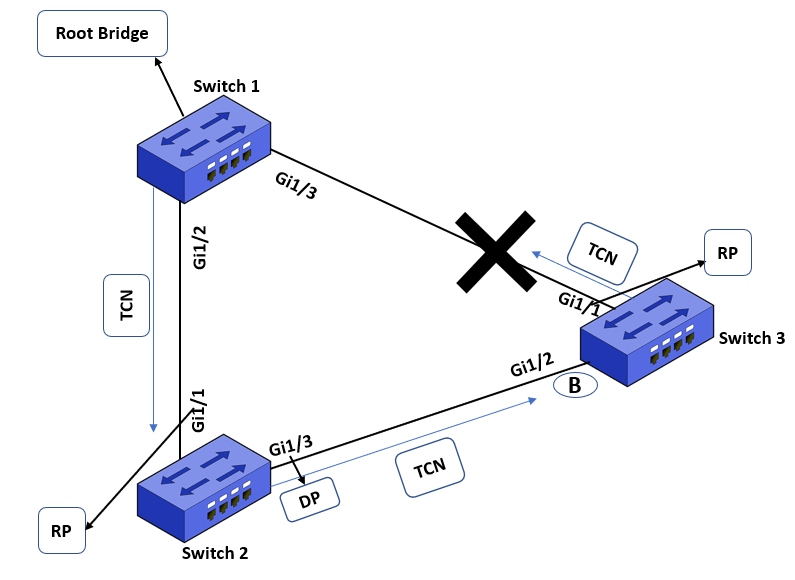 Root Bridge
Switch 1
Gi1/3
Gi1/2
TCN
RP
TCN
Gi1/1
Switch 3
Gi1/2
B
Gi1/1
Gi1/3
TCN
DP
RP
Switch 2